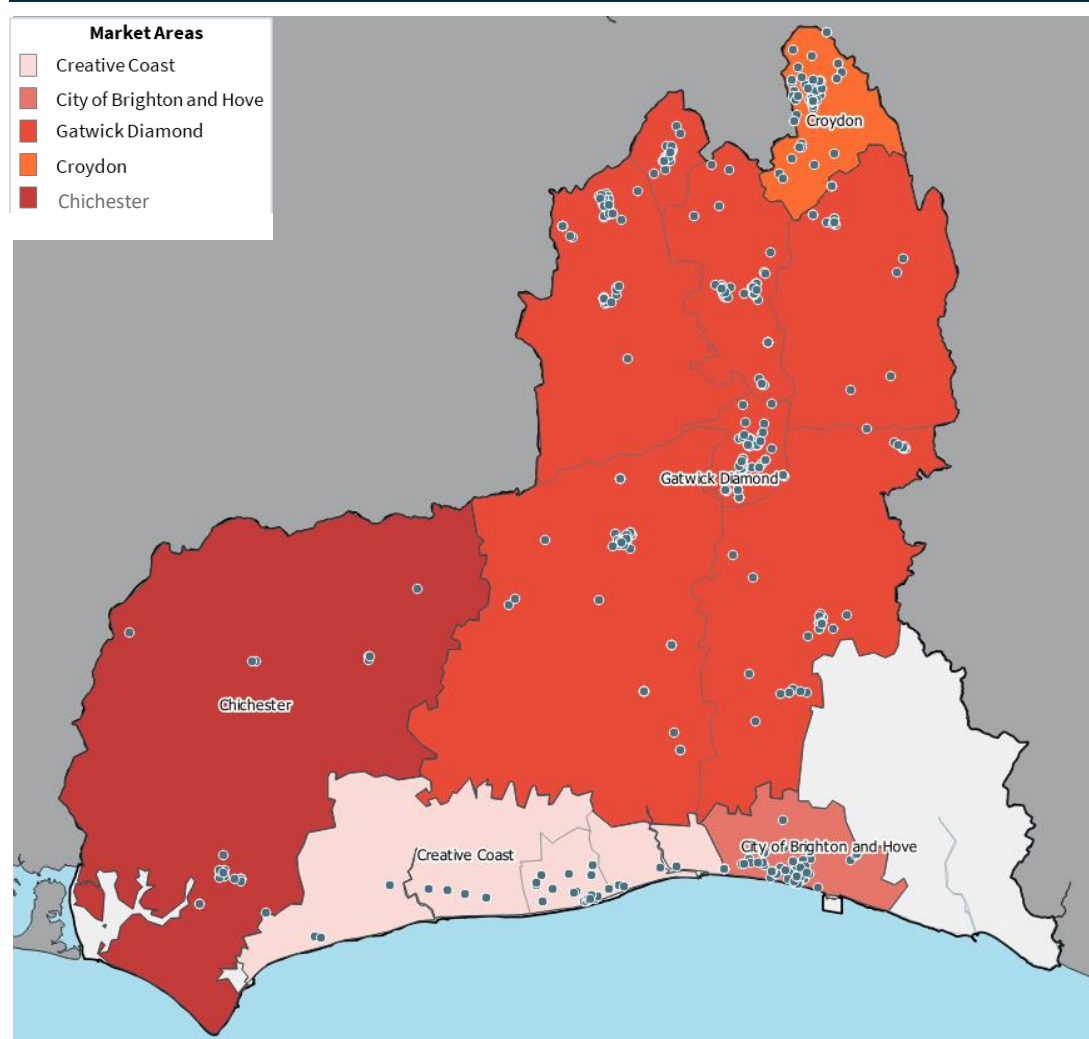 Market Areas
Creative Coast
City of Brighton and Hove
Gatwick Diamond
Croydon
Chichester
Croydon
Gatwick Diamond
Chichester
Creative Coast
City of Brighton and Hove